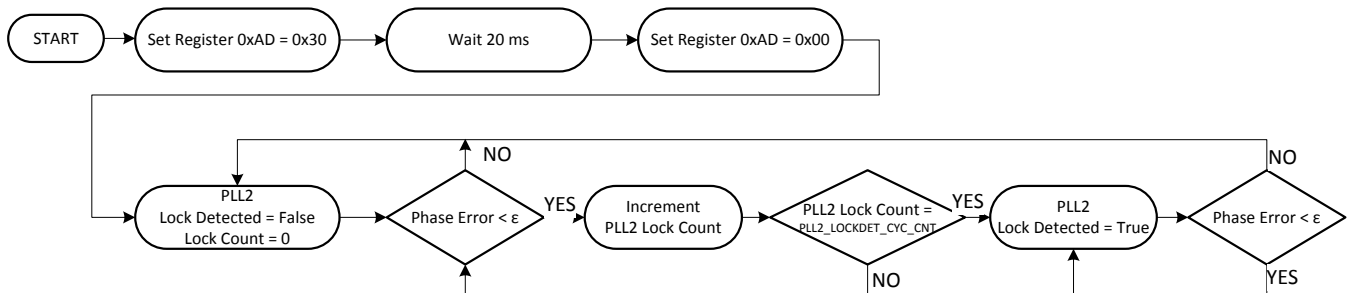 START
Set Register 0xAD = 0x30
Wait 20 ms
Set Register 0xAD = 0x00
NO
NO
PLL2
Lock Detected = False
Lock Count = 0
Phase Error < ε
YES
Increment
PLL2 Lock Count
PLL2 Lock Count =
PLL2_LOCKDET_CYC_CNT
YES
PLL2
Lock Detected = True
Phase Error < ε
NO
YES